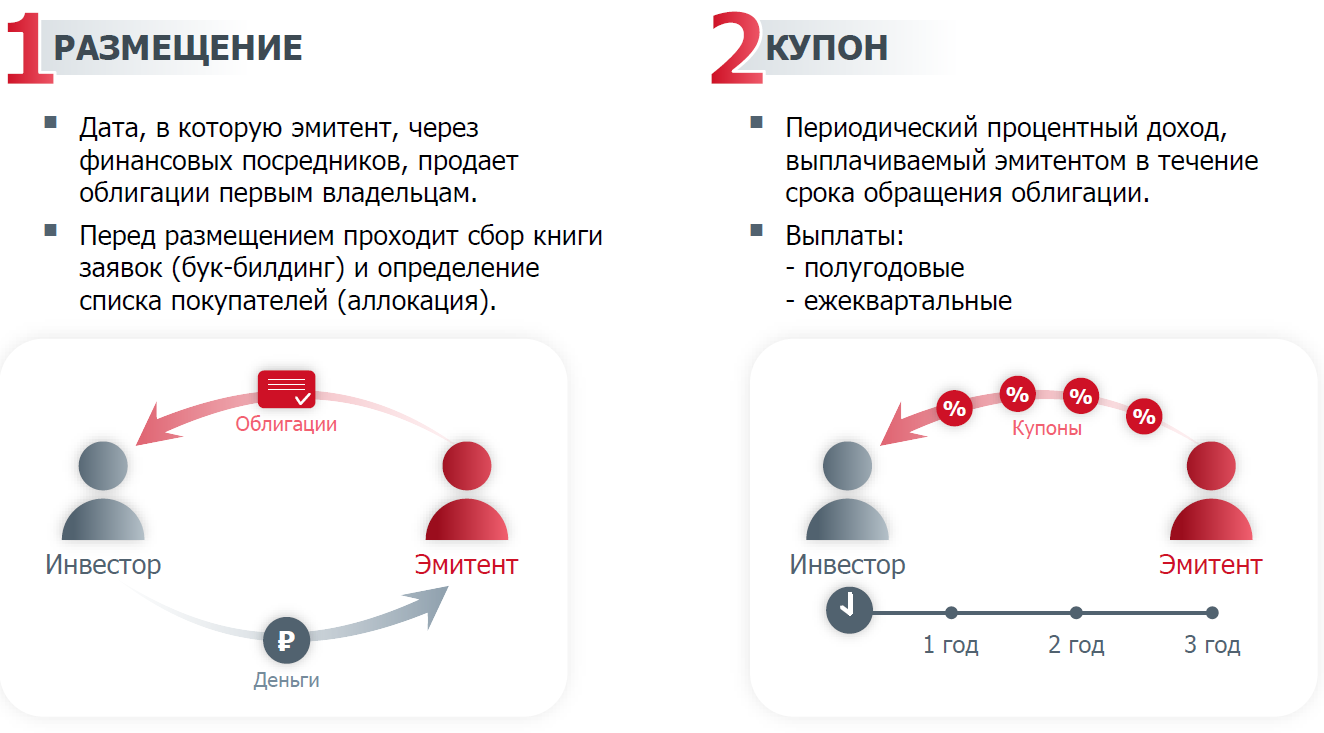 1 РАЗМЕЩЕНИЕ
▪ Дата, в которую эмитент, через
финансовых посредников, продает
облигации первым владельцам.
▪ Перед размещением проходит сбор книги
заявок (бук-билдинг) и определение
списка покупателей (аллокация).
Облигации
Инвестор
Эмитент
₽
Деньги
2 КУПОН
▪ Периодический процентный доход,
выплачиваемый эмитентом в течение
срока обращения облигации.
▪ Выплаты:
- полугодовые
- ежеквартальные
% % % %
Купоны
Инвестор
Эмитент
1 год 2 год 3 год